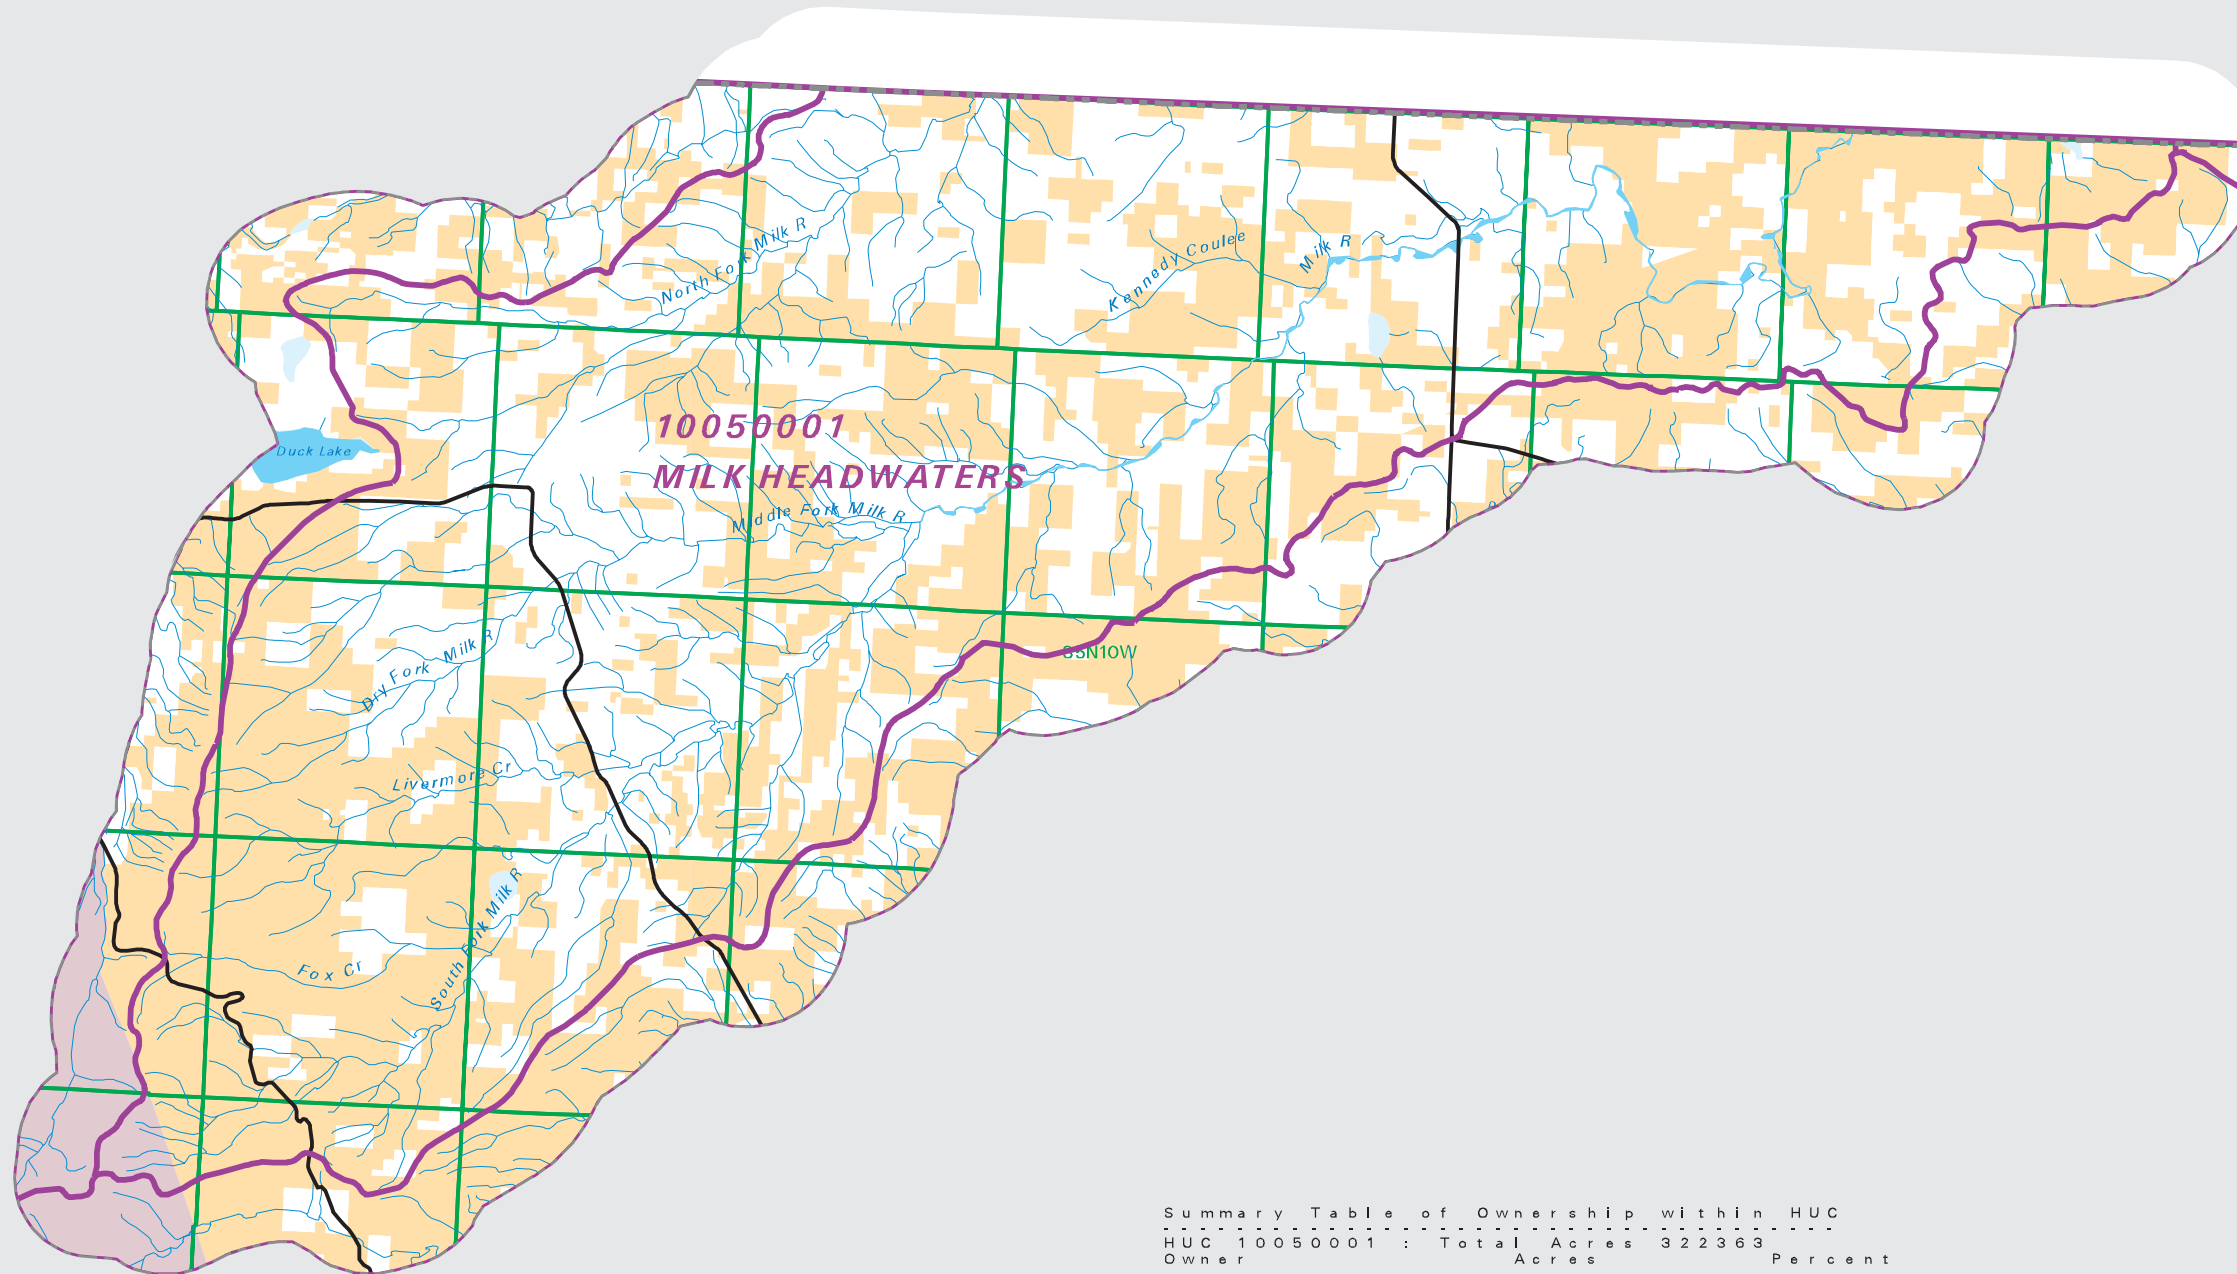 North Fork Milk R
Kennedy Coulee
Milk R
10050001
MILK HEADWATERS
Duck Lake
Middle Fork Milk R
Dry Fork Milk R
35N10W
Livermore Cr
South Fork Milk R
Fox Cr
Summary Table of Ownership within HUC
-----------------------------------------
HUC 10050001 : Total Acres 322363
Owner Acres Percent